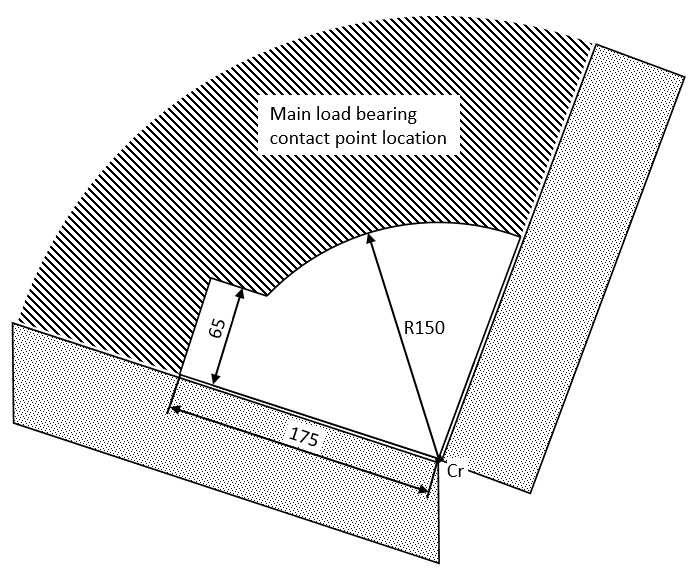 Main load bearing
contact point location
65
R150
175
Cr